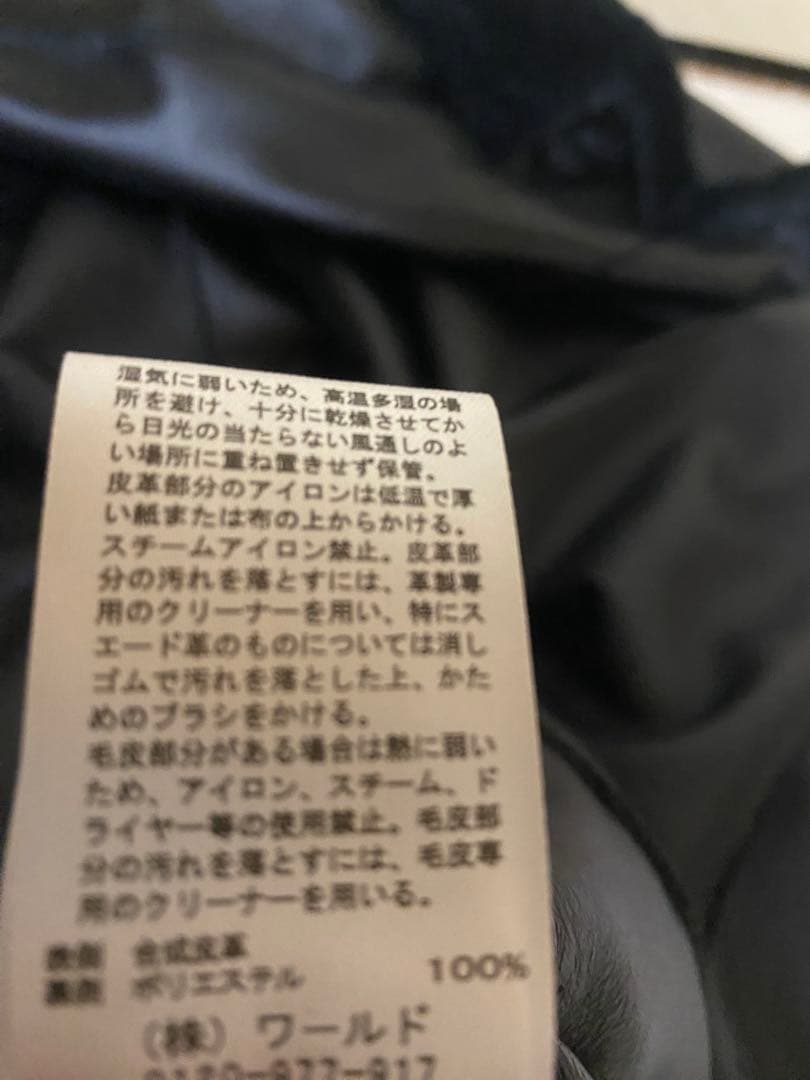 湿気に弱いため、高温多湿の場
所を避け、十分に乾燥させてか
ら日光の当たらない風通しのよ
い場所に重ね置きせず保管。
皮革部分のアイロンは低温で厚
い紙または布の上からかける。
スチームアイロン禁止。皮革部
分の汚れを落とすには、革製専
用のクリーナーを用い、特にス
エード革のものについては消し
ゴムで汚れを落とした上、かた
めのブラシをかける。
毛皮部分がある場合は熱に弱い
ため、アイロン、スチーム、ド
ライヤー等の使用禁止。毛皮部
分の汚れを落とすには、毛皮専
用のクリーナーを用いる。
表側 合成皮革
裏側 ポリエステル 100%
(株) ワールド
0120-977-917